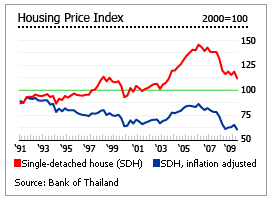 Housing Price Index 2000=100
150
125
100
75
50
'91 '93 '95 '97 '99 '01 '03 '05 '07 '09
Single-detached house (SDH) SDH, inflation adjusted
Source: Bank of Thailand